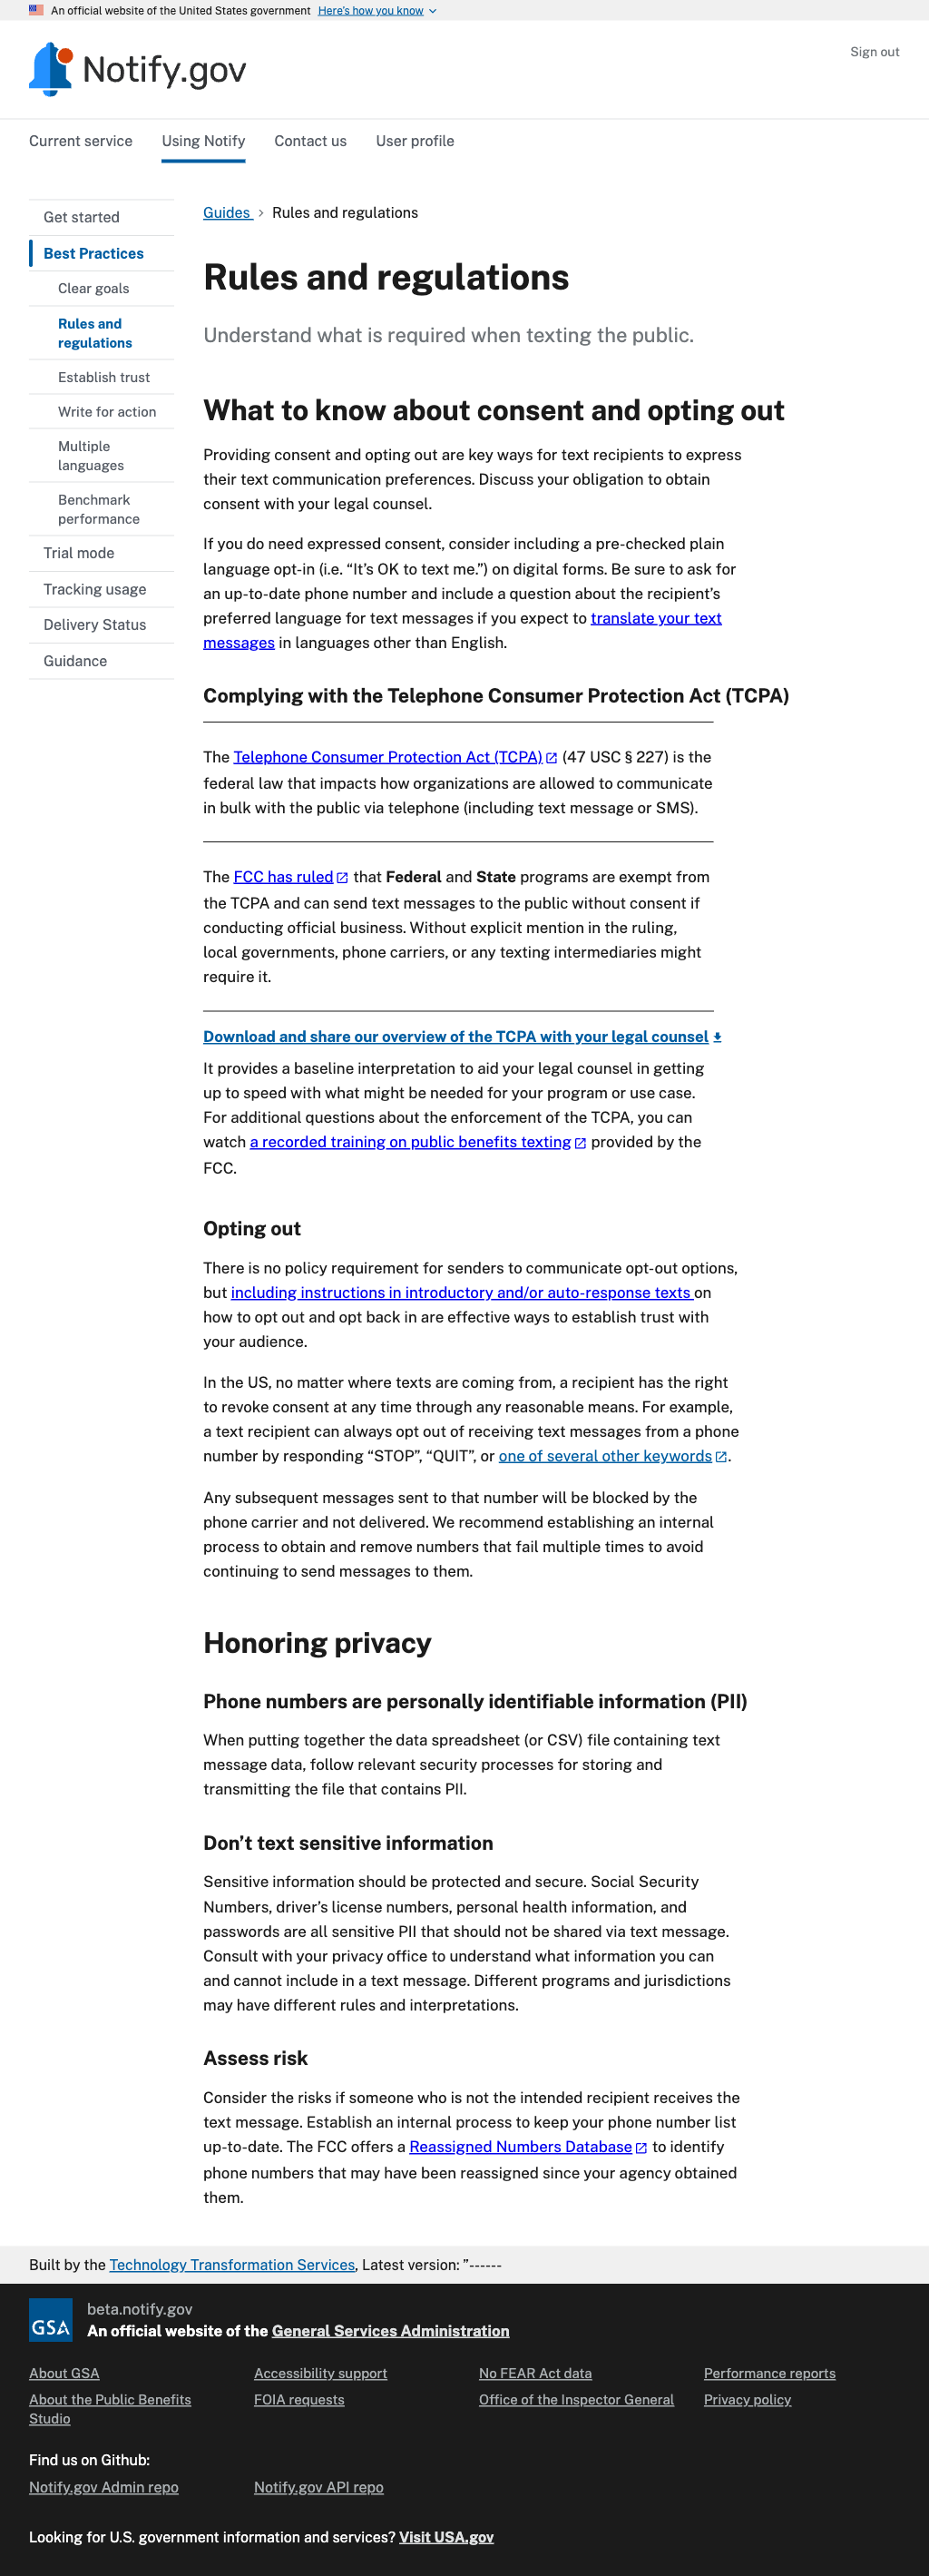 An official website of the United States government Here's how you know
Notify.gov
Sign out
Current service Using Notify Contact us User profile
Get started
Best Practices
Clear goals
Rules and
regulations
Establish trust
Write for action
Multiple
languages
Benchmark
performance
Trial mode
Tracking usage
Delivery Status
Guidance
Guides > Rules and regulations
Rules and regulations
Understand what is required when texting the public.
What to know about consent and opting out
Providing consent and opting out are key ways for text recipients to express
their text communication preferences. Discuss your obligation to obtain
consent with your legal counsel.
If you do need expressed consent, consider including a pre-checked plain
language opt-in (i.e. “It’s OK to text me.”) on digital forms. Be sure to ask for
an up-to-date phone number and include a question about the recipient’s
preferred language for text messages if you expect to translate your text
messages in languages other than English.
Complying with the Telephone Consumer Protection Act (TCPA)
The Telephone Consumer Protection Act (TCPA) (47 USC § 227) is the
federal law that impacts how organizations are allowed to communicate
in bulk with the public via telephone (including text message or SMS).
The FCC has ruled that Federal and State programs are exempt from
the TCPA and can send text messages to the public without consent if
conducting official business. Without explicit mention in the ruling,
local governments, phone carriers, or any texting intermediaries might
require it.
Download and share our overview of the TCPA with your legal counsel
It provides a baseline interpretation to aid your legal counsel in getting
up to speed with what might be needed for your program or use case.
For additional questions about the enforcement of the TCPA, you can
watch a recorded training on public benefits texting provided by the
FCC.
Opting out
There is no policy requirement for senders to communicate opt-out options,
but including instructions in introductory and/or auto-response texts on
how to opt out and opt back in are effective ways to establish trust with
your audience.
In the US, no matter where texts are coming from, a recipient has the right
to revoke consent at any time through any reasonable means. For example,
a text recipient can always opt out of receiving text messages from a phone
number by responding “STOP”, “QUIT”, or one of several other keywords.
Any subsequent messages sent to that number will be blocked by the
phone carrier and not delivered. We recommend establishing an internal
process to obtain and remove numbers that fail multiple times to avoid
continuing to send messages to them.
Honoring privacy
Phone numbers are personally identifiable information (PII)
When putting together the data spreadsheet (or CSV) file containing text
message data, follow relevant security processes for storing and
transmitting the file that contains PII.
Don’t text sensitive information
Sensitive information should be protected and secure. Social Security
Numbers, driver’s license numbers, personal health information, and
passwords are all sensitive PII that should not be shared via text message.
Consult with your privacy office to understand what information you can
and cannot include in a text message. Different programs and jurisdictions
may have different rules and interpretations.
Assess risk
Consider the risks if someone who is not the intended recipient receives the
text message. Establish an internal process to keep your phone number list
up-to-date. The FCC offers a Reassigned Numbers Database to identify
phone numbers that may have been reassigned since your agency obtained
them.
Built by the Technology Transformation Services, Latest version: ”------
GSA
beta.notify.gov
An official website of the General Services Administration
About GSA Accessibility support No FEAR Act data Performance reports
About the Public Benefits
Studio
FOIA requests Office of the Inspector General Privacy policy
Find us on Github:
Notify.gov Admin repo Notify.gov API repo
Looking for U.S. government information and services? Visit USA.gov